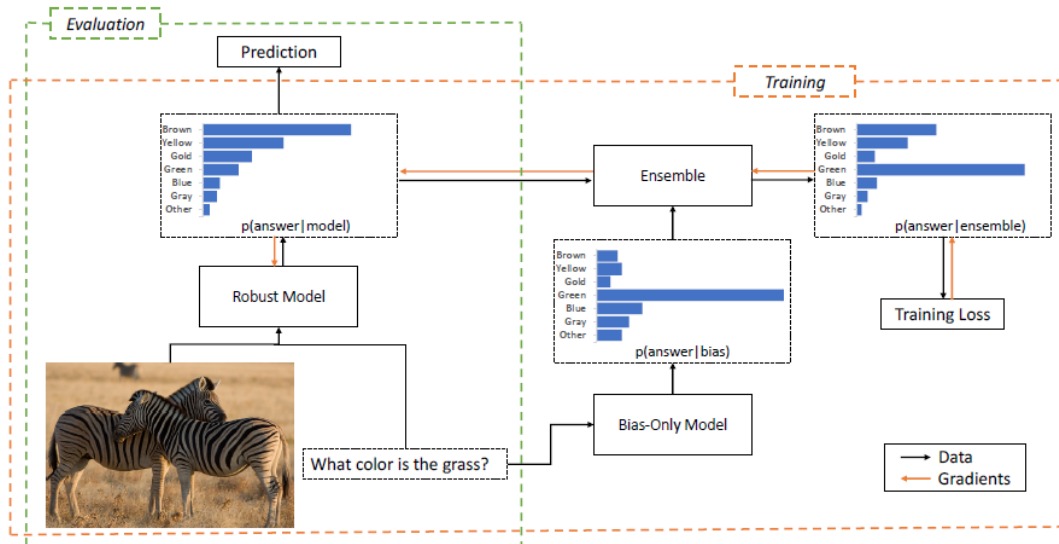 Evaluation
Prediction
Training
Brown
Yellow
Gold
Green
Blue
Gray
Other
p(answer|model)
Ensemble
Brown
Yellow
Gold
Green
Blue
Gray
Other
p(answer|ensemble)
Robust Model
Brown
Yellow
Gold
Green
Blue
Gray
Other
p(answer|bias)
Training Loss
Bias-Only Model
What color is the grass?
Data
Gradients